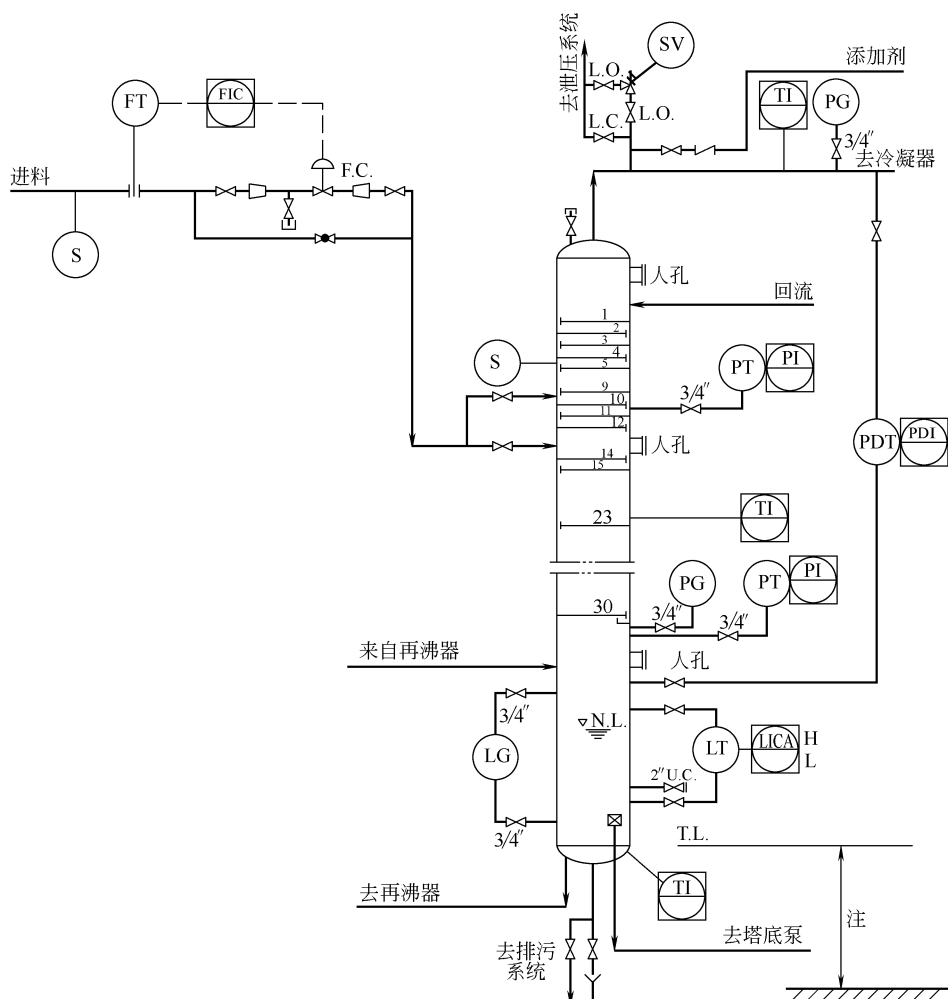 去泄压系统
SV
添加剂
L.O.
TI
PG
FT
FIC
L.O.
L.C.
3/4″
去冷凝器
F.C.
进料
S
人孔
回流
1
2
3
4
5
S
PT
PI
9
3/4″
10
11
12
人孔
PDT
PDI
14
15
23
TI
PG
PT
PI
30
3/4″
3/4″
来自再沸器
人孔
3/4″
N.L.
LG
LT
LICA
H
L
2″U.C.
3/4″
T.L.
TI
去再沸器
注
去塔底泵
去排污
系统